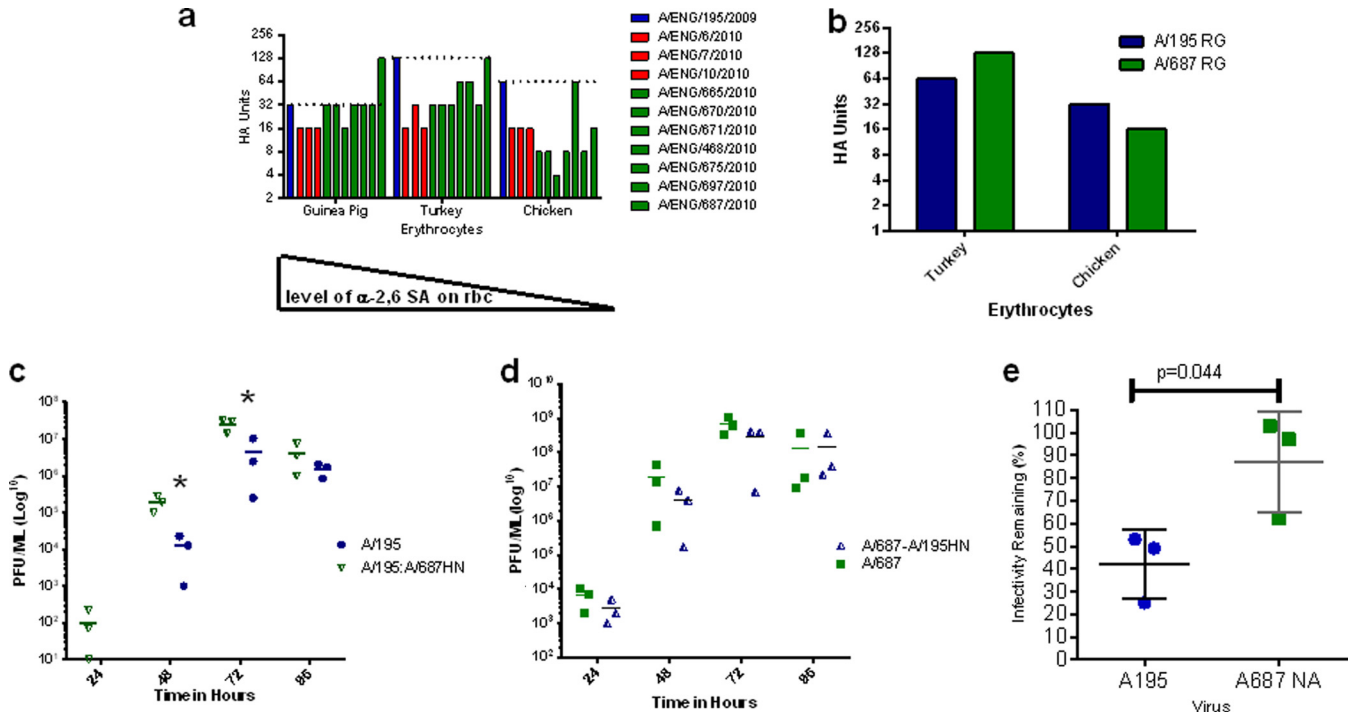 a
256
128
64
32
16
8
4
2
HA Units
Guinea Pig
Turkey
Chicken
Erythrocytes
level of α-2,6 SA on rbc
A/ENG/195/2009
A/ENG/6/2010
A/ENG/7/2010
A/ENG/10/2010
A/ENG/665/2010
A/ENG/670/2010
A/ENG/671/2010
A/ENG/468/2010
A/ENG/675/2010
A/ENG/697/2010
A/ENG/687/2010
b
256
128
64
32
16
8
4
2
1
HA Units
Turkey
Chicken
Erythrocytes
A/195 RG
A/687 RG
c
10⁸
10⁷
10⁶
10⁵
10⁴
10³
10²
10¹
PFU/ML (Log¹⁰)
*
*
24
48
72
Time in Hours
A/195
A/195:A/687HN
d
10¹⁰
10⁹
10⁸
10⁷
10⁶
10⁵
10⁴
10³
10²
PFU/ML (log¹⁰)
24
48
72
Time in Hours
A/687-A/195HN
A/687
e
p=0.044
110
100
90
80
70
60
50
40
30
20
10
0
Infectivity Remaining (%)
A195
A687 NA
Virus